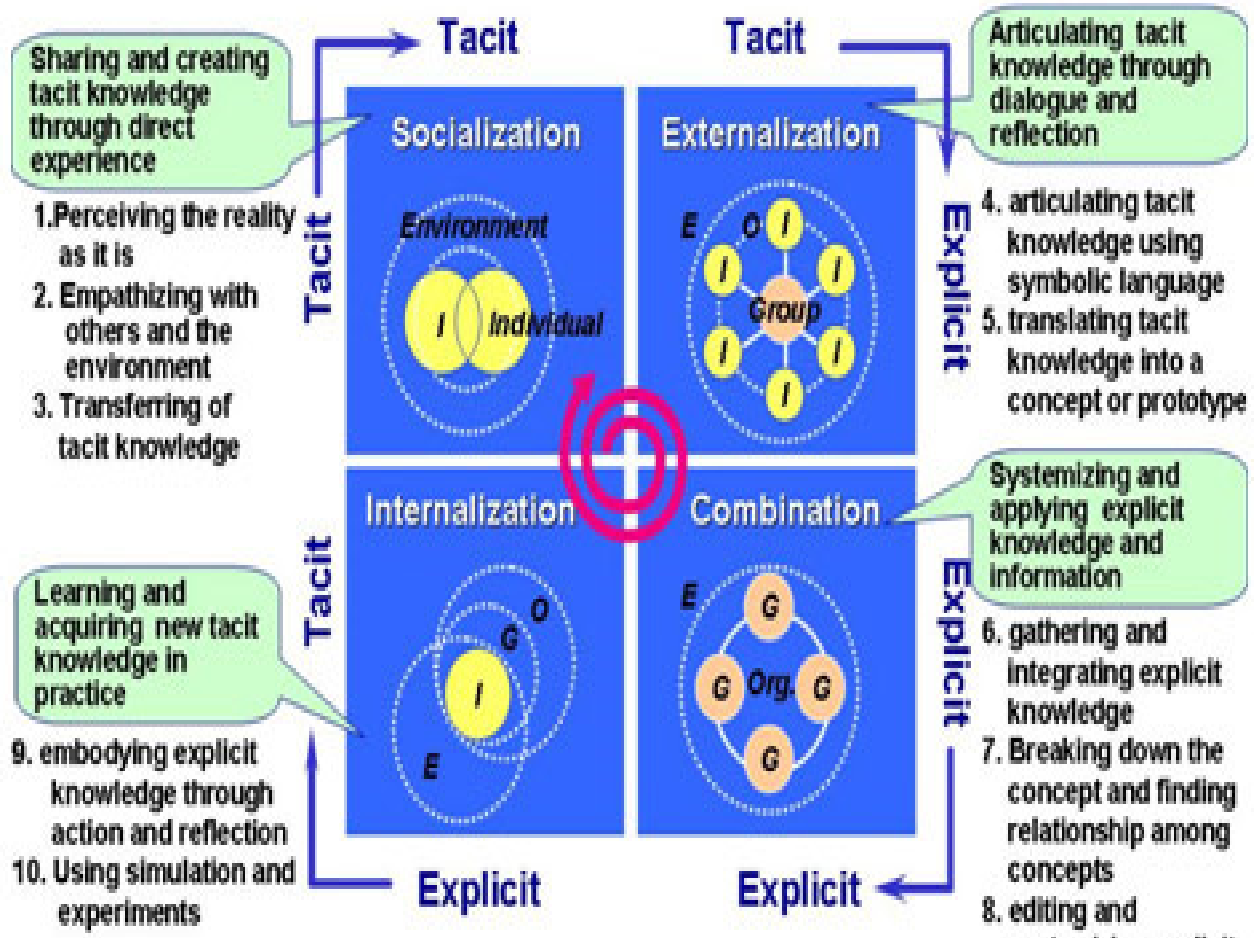 Tacit
Tacit
Sharing and creating
tacit knowledge
through direct
experience
Articulating tacit
knowledge through
dialogue and
reflection
Socialization
Externalization
1.Perceiving the reality
as it is
2. Empathizing with
others and the
environment
3. Transferring of
tacit knowledge
Tacit
Environment
I
Individual
E
O
I
I
I
Group
I
I
I
Explicit
4. articulating tacit
knowledge using
symbolic language
5. translating tacit
knowledge into a
concept or prototype
Internalization
Combination
Systemizing and
applying explicit
knowledge and
information
Tacit
Learning and
acquiring new tacit
knowledge in
practice
O
G
I
E
E
G
G
Org.
G
G
Explicit
6. gathering and
integrating explicit
knowledge
7. Breaking down the
concept and finding
relationship among
concepts
8. editing and
9. embodying explicit
knowledge through
action and reflection
10. Using simulation and
experiments
Explicit
Explicit